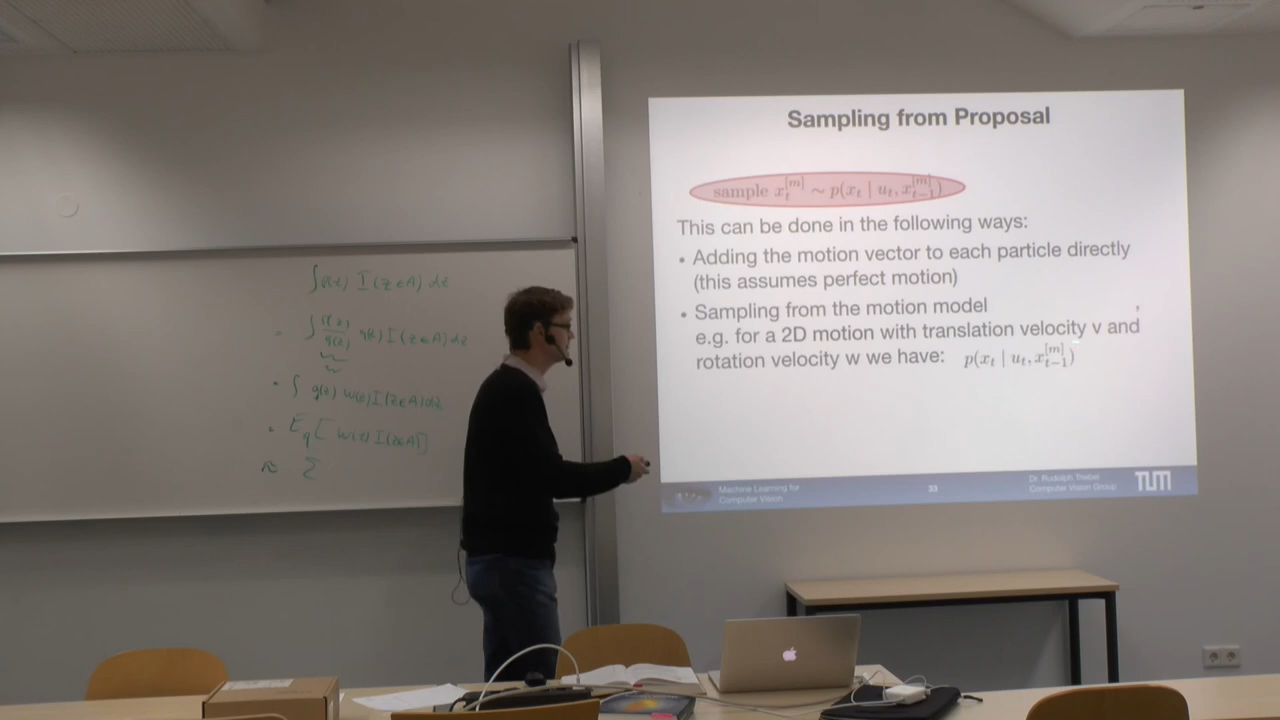 ∫p(z) I(z∈A) dz
= ∫ p(z)/q(z) q(z) I(z∈A) dz
w
= ∫ q(z) w(z) I(z∈A) dz
= E_q [ w(z) I(z∈A)]
≈ Σ
Sampling from Proposal
sample x_t^[m] ∼ p(x_t | u_t, x_{t−1}^[m])
This can be done in the following ways:
• Adding the motion vector to each particle directly
(this assumes perfect motion)
• Sampling from the motion model
e.g. for a 2D motion with translation velocity v and
rotation velocity w we have: p(x_t | u_t, x_{t−1}^[m])
Machine Learning for
Computer Vision
33
Dr. Rudolph Triebel
Computer Vision Group
TUM